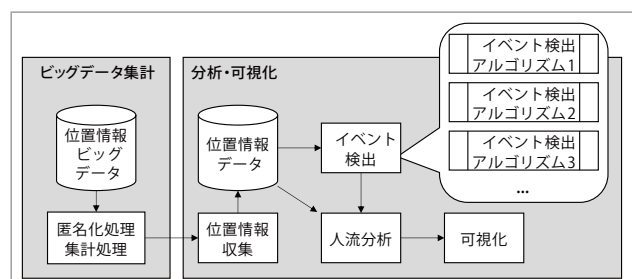 ビッグデータ集計
位置情報
ビッグ
データ
匿名化処理
集計処理
分析・可視化
位置情報
データ
位置情報
収集
イベント
検出
人流分析
可視化
イベント検出
アルゴリズム1
イベント検出
アルゴリズム2
イベント検出
アルゴリズム3
...